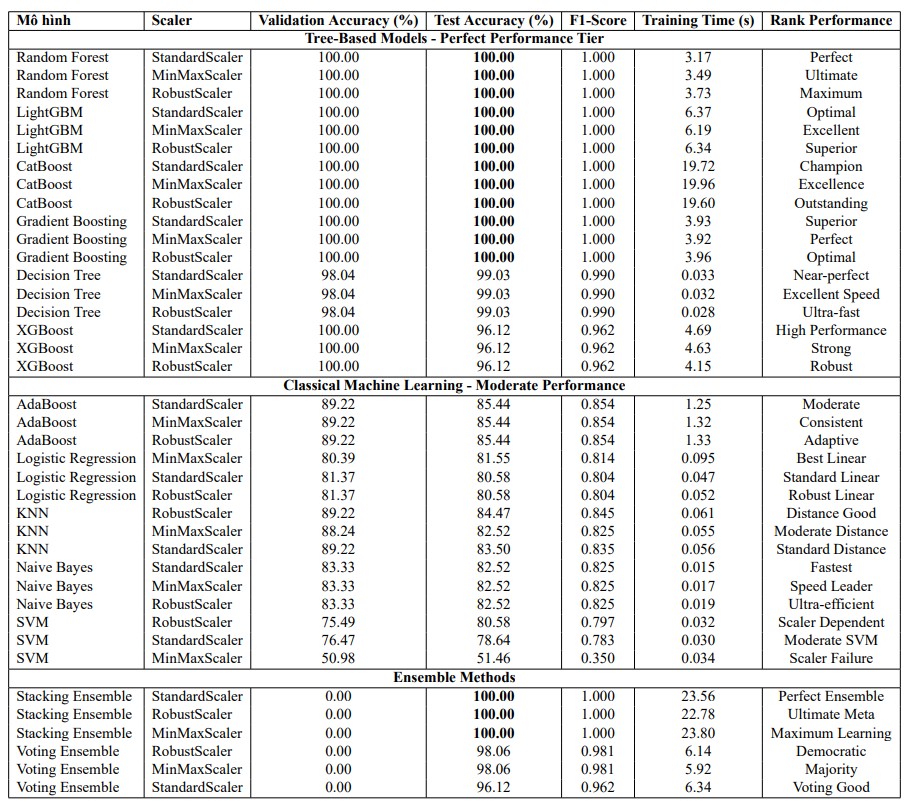 Mô hình Scaler Validation Accuracy (%) Test Accuracy (%) F1-Score Training Time (s) Rank Performance
Tree-Based Models - Perfect Performance Tier
Random Forest StandardScaler 100.00 100.00 1.000 3.17 Perfect
Random Forest MinMaxScaler 100.00 100.00 1.000 3.49 Ultimate
Random Forest RobustScaler 100.00 100.00 1.000 3.73 Maximum
LightGBM StandardScaler 100.00 100.00 1.000 6.37 Optimal
LightGBM MinMaxScaler 100.00 100.00 1.000 6.19 Excellent
LightGBM RobustScaler 100.00 100.00 1.000 6.34 Superior
CatBoost StandardScaler 100.00 100.00 1.000 19.72 Champion
CatBoost MinMaxScaler 100.00 100.00 1.000 19.96 Excellence
CatBoost RobustScaler 100.00 100.00 1.000 19.60 Outstanding
Gradient Boosting StandardScaler 100.00 100.00 1.000 3.93 Superior
Gradient Boosting MinMaxScaler 100.00 100.00 1.000 3.92 Perfect
Gradient Boosting RobustScaler 100.00 100.00 1.000 3.96 Optimal
Decision Tree StandardScaler 98.04 99.03 0.990 0.033 Near-perfect
Decision Tree MinMaxScaler 98.04 99.03 0.990 0.032 Excellent Speed
Decision Tree RobustScaler 98.04 99.03 0.990 0.028 Ultra-fast
XGBoost StandardScaler 100.00 96.12 0.962 4.69 High Performance
XGBoost MinMaxScaler 100.00 96.12 0.962 4.63 Strong
XGBoost RobustScaler 100.00 96.12 0.962 4.15 Robust
Classical Machine Learning - Moderate Performance
AdaBoost StandardScaler 89.22 85.44 0.854 1.25 Moderate
AdaBoost MinMaxScaler 89.22 85.44 0.854 1.32 Consistent
AdaBoost RobustScaler 89.22 85.44 0.854 1.33 Adaptive
Logistic Regression MinMaxScaler 80.39 81.55 0.814 0.095 Best Linear
Logistic Regression StandardScaler 81.37 80.58 0.804 0.047 Standard Linear
Logistic Regression RobustScaler 81.37 80.58 0.804 0.052 Robust Linear
KNN RobustScaler 89.22 84.47 0.845 0.061 Distance Good
KNN MinMaxScaler 88.24 82.52 0.825 0.055 Moderate Distance
KNN StandardScaler 89.22 83.50 0.835 0.056 Standard Distance
Naive Bayes StandardScaler 83.33 82.52 0.825 0.015 Fastest
Naive Bayes MinMaxScaler 83.33 82.52 0.825 0.017 Speed Leader
Naive Bayes RobustScaler 83.33 82.52 0.825 0.019 Ultra-efficient
SVM RobustScaler 75.49 80.58 0.797 0.032 Scaler Dependent
SVM StandardScaler 76.47 78.64 0.783 0.030 Moderate SVM
SVM MinMaxScaler 50.98 51.46 0.350 0.034 Scaler Failure
Ensemble Methods
Stacking Ensemble StandardScaler 0.00 100.00 1.000 23.56 Perfect Ensemble
Stacking Ensemble RobustScaler 0.00 100.00 1.000 22.78 Ultimate Meta
Stacking Ensemble MinMaxScaler 0.00 100.00 1.000 23.80 Maximum Learning
Voting Ensemble RobustScaler 0.00 98.06 0.981 6.14 Democratic
Voting Ensemble MinMaxScaler 0.00 98.06 0.981 5.92 Majority
Voting Ensemble StandardScaler 0.00 96.12 0.962 6.34 Voting Good